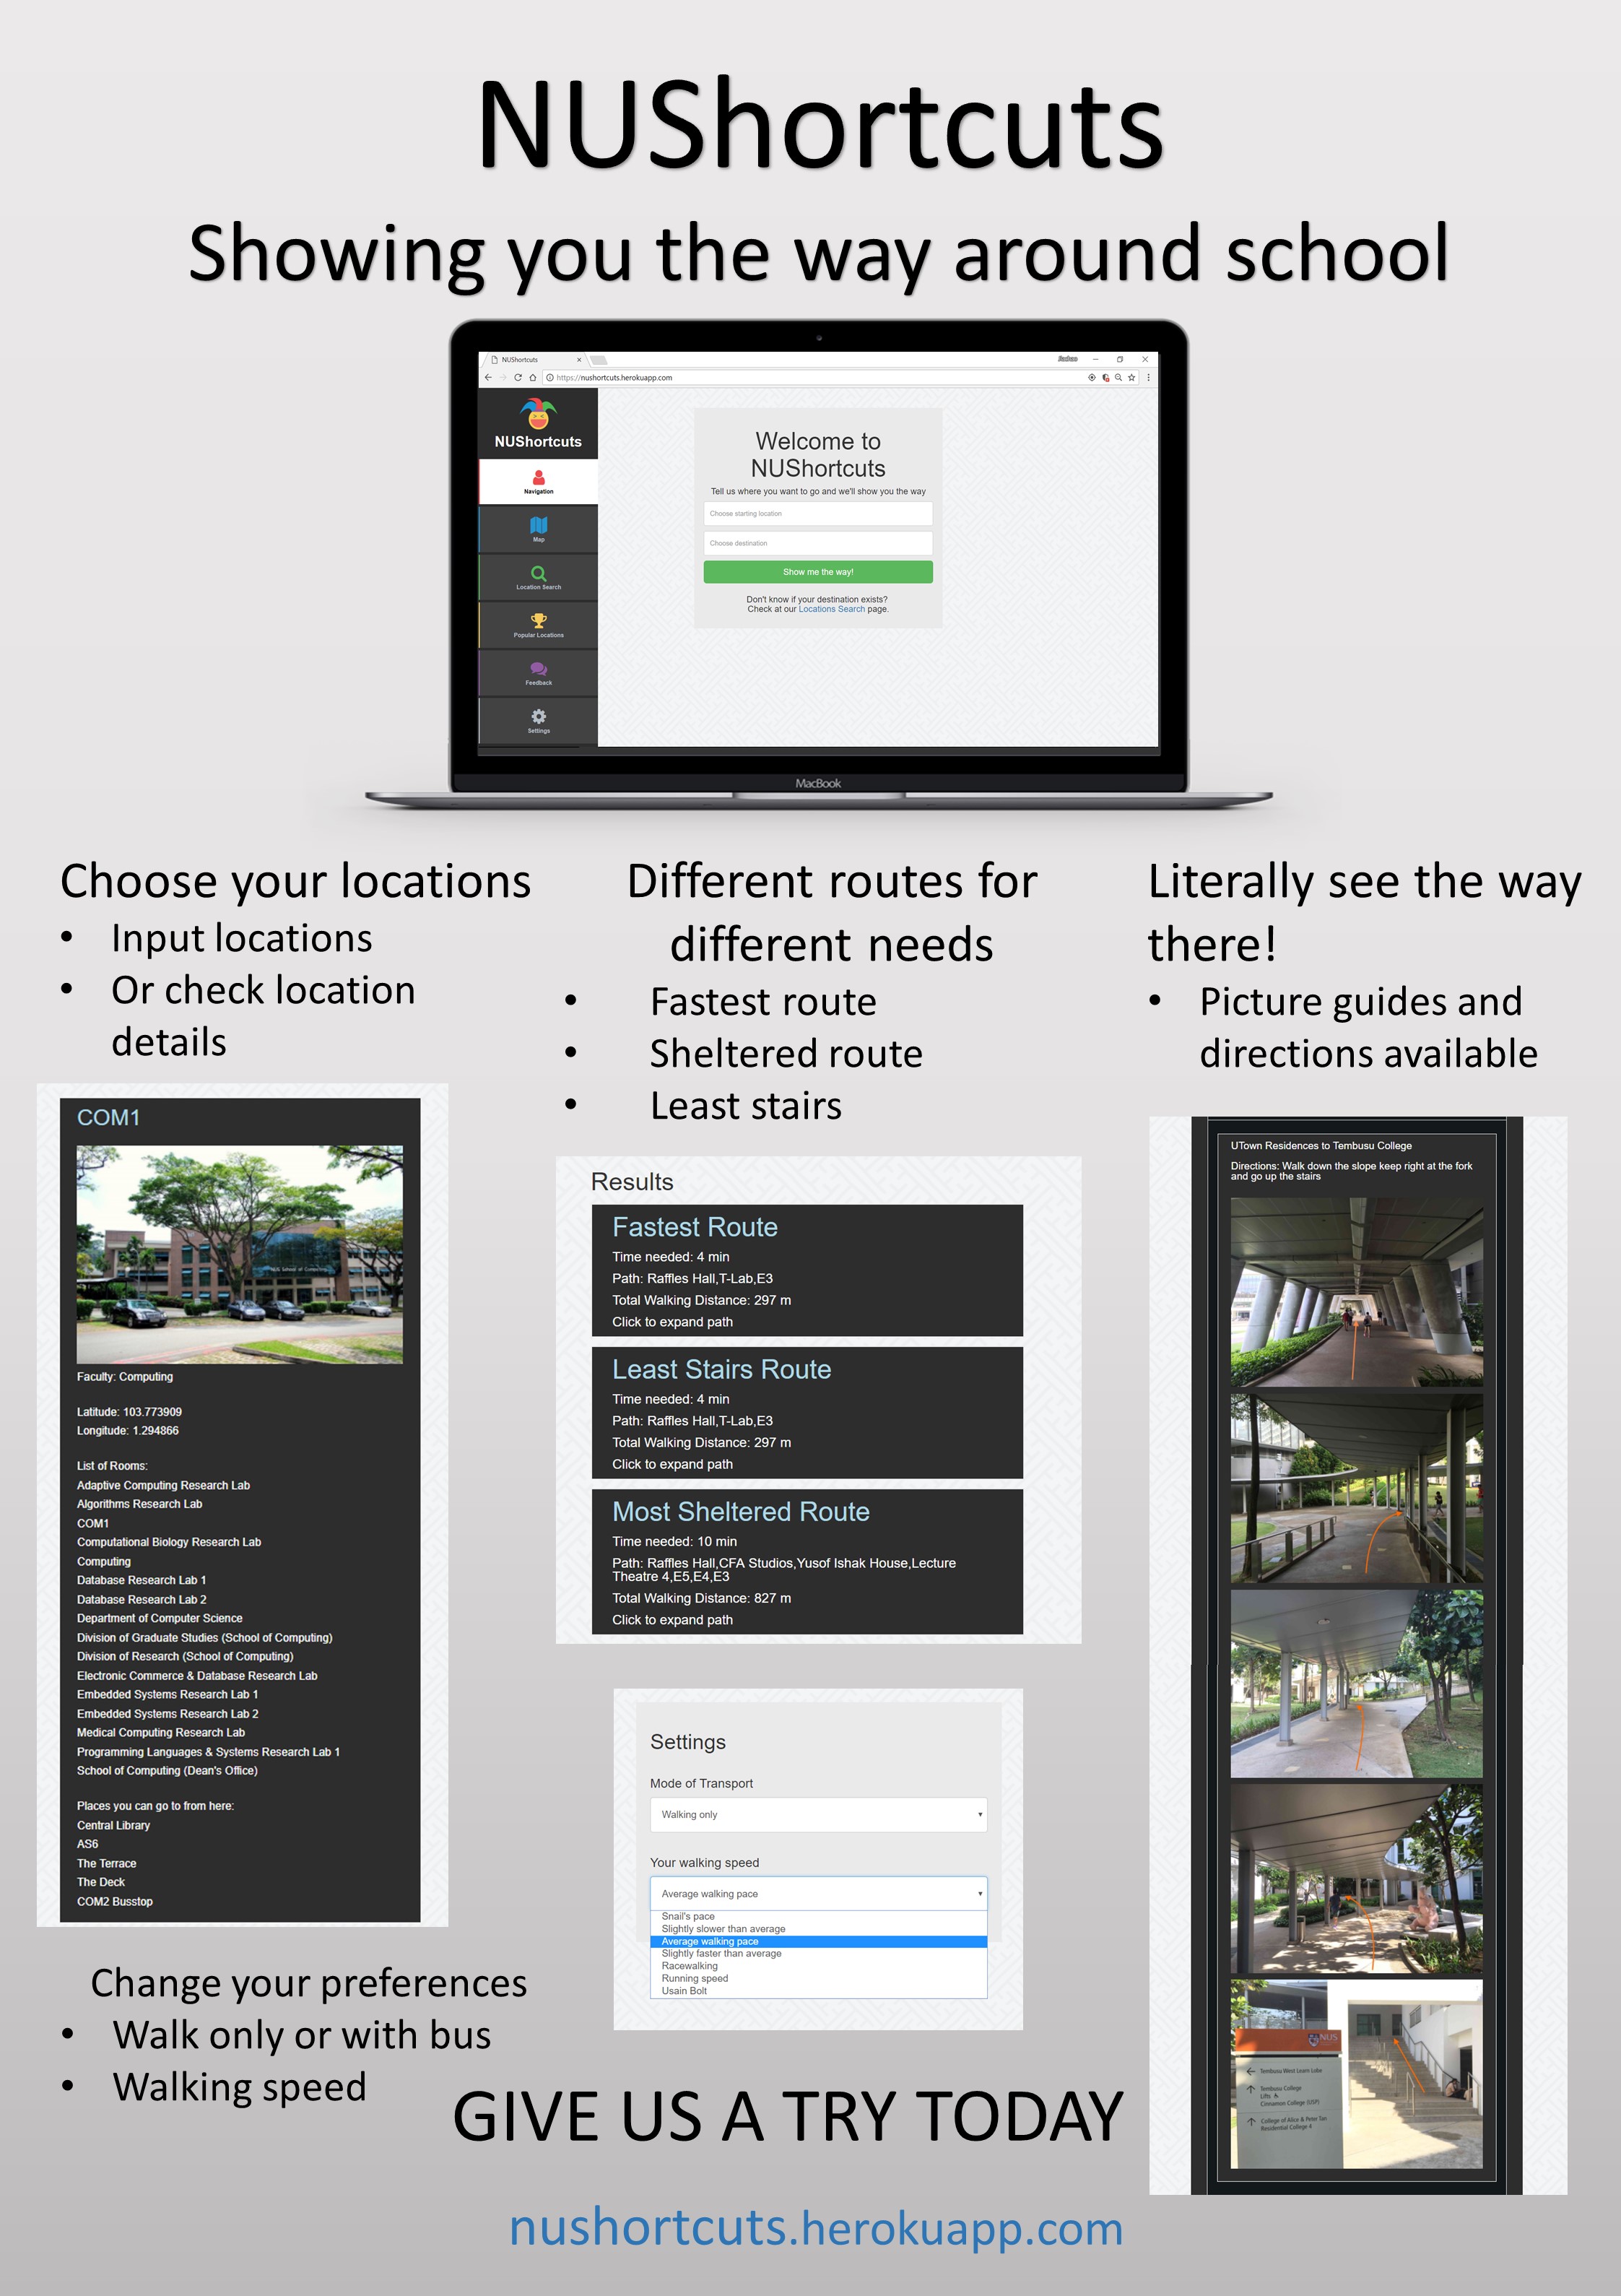 NUShortcuts
Showing you the way around school
NUShortcuts
https://nushortcuts.herokuapp.com
NUShortcuts
Navigation
Map
Location Search
Popular Locations
Feedback
Settings
Welcome to
NUShortcuts
Tell us where you want to go and we'll show you the way
Choose starting location
Choose destination
Show me the way!
Don't know if your destination exists?
Check at our Locations Search page.
MacBook
Choose your locations
• Input locations
• Or check location
details
COM1
Faculty: Computing
Latitude: 103.773909
Longitude: 1.294866
List of Rooms:
Adaptive Computing Research Lab
Algorithms Research Lab
COM1
Computational Biology Research Lab
Computing
Database Research Lab 1
Database Research Lab 2
Department of Computer Science
Division of Graduate Studies (School of Computing)
Division of Research (School of Computing)
Electronic Commerce & Database Research Lab
Embedded Systems Research Lab 1
Embedded Systems Research Lab 2
Medical Computing Research Lab
Programming Languages & Systems Research Lab 1
School of Computing (Dean's Office)
Places you can go to from here:
Central Library
AS6
The Terrace
The Deck
COM2 Busstop
Different routes for
different needs
• Fastest route
• Sheltered route
• Least stairs
Results
Fastest Route
Time needed: 4 min
Path: Raffles Hall,T-Lab,E3
Total Walking Distance: 297 m
Click to expand path
Least Stairs Route
Time needed: 4 min
Path: Raffles Hall,T-Lab,E3
Total Walking Distance: 297 m
Click to expand path
Most Sheltered Route
Time needed: 10 min
Path: Raffles Hall,CFA Studios,Yusof Ishak House,Lecture
Theatre 4,E5,E4,E3
Total Walking Distance: 827 m
Click to expand path
Settings
Mode of Transport
Walking only
Your walking speed
Average walking pace
Snail's pace
Slightly slower than average
Average walking pace
Slightly faster than average
Racewalking
Running speed
Usain Bolt
Literally see the way
there!
• Picture guides and
directions available
UTown Residences to Tembusu College
Directions: Walk down the slope keep right at the fork
and go up the stairs
NUS
Tembusu West Learn Lobe
Tembusu College
Lifts
Cinnamon College (USP)
College of Alice & Peter Tan
Residential College 4
Change your preferences
• Walk only or with bus
• Walking speed
GIVE US A TRY TODAY
nushortcuts.herokuapp.com